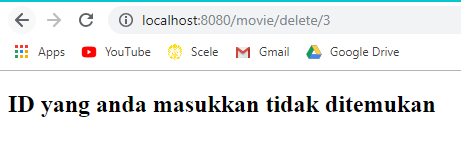 localhost:8080/movie/delete/3
Apps YouTube Scele Gmail Google Drive
ID yang anda masukkan tidak ditemukan